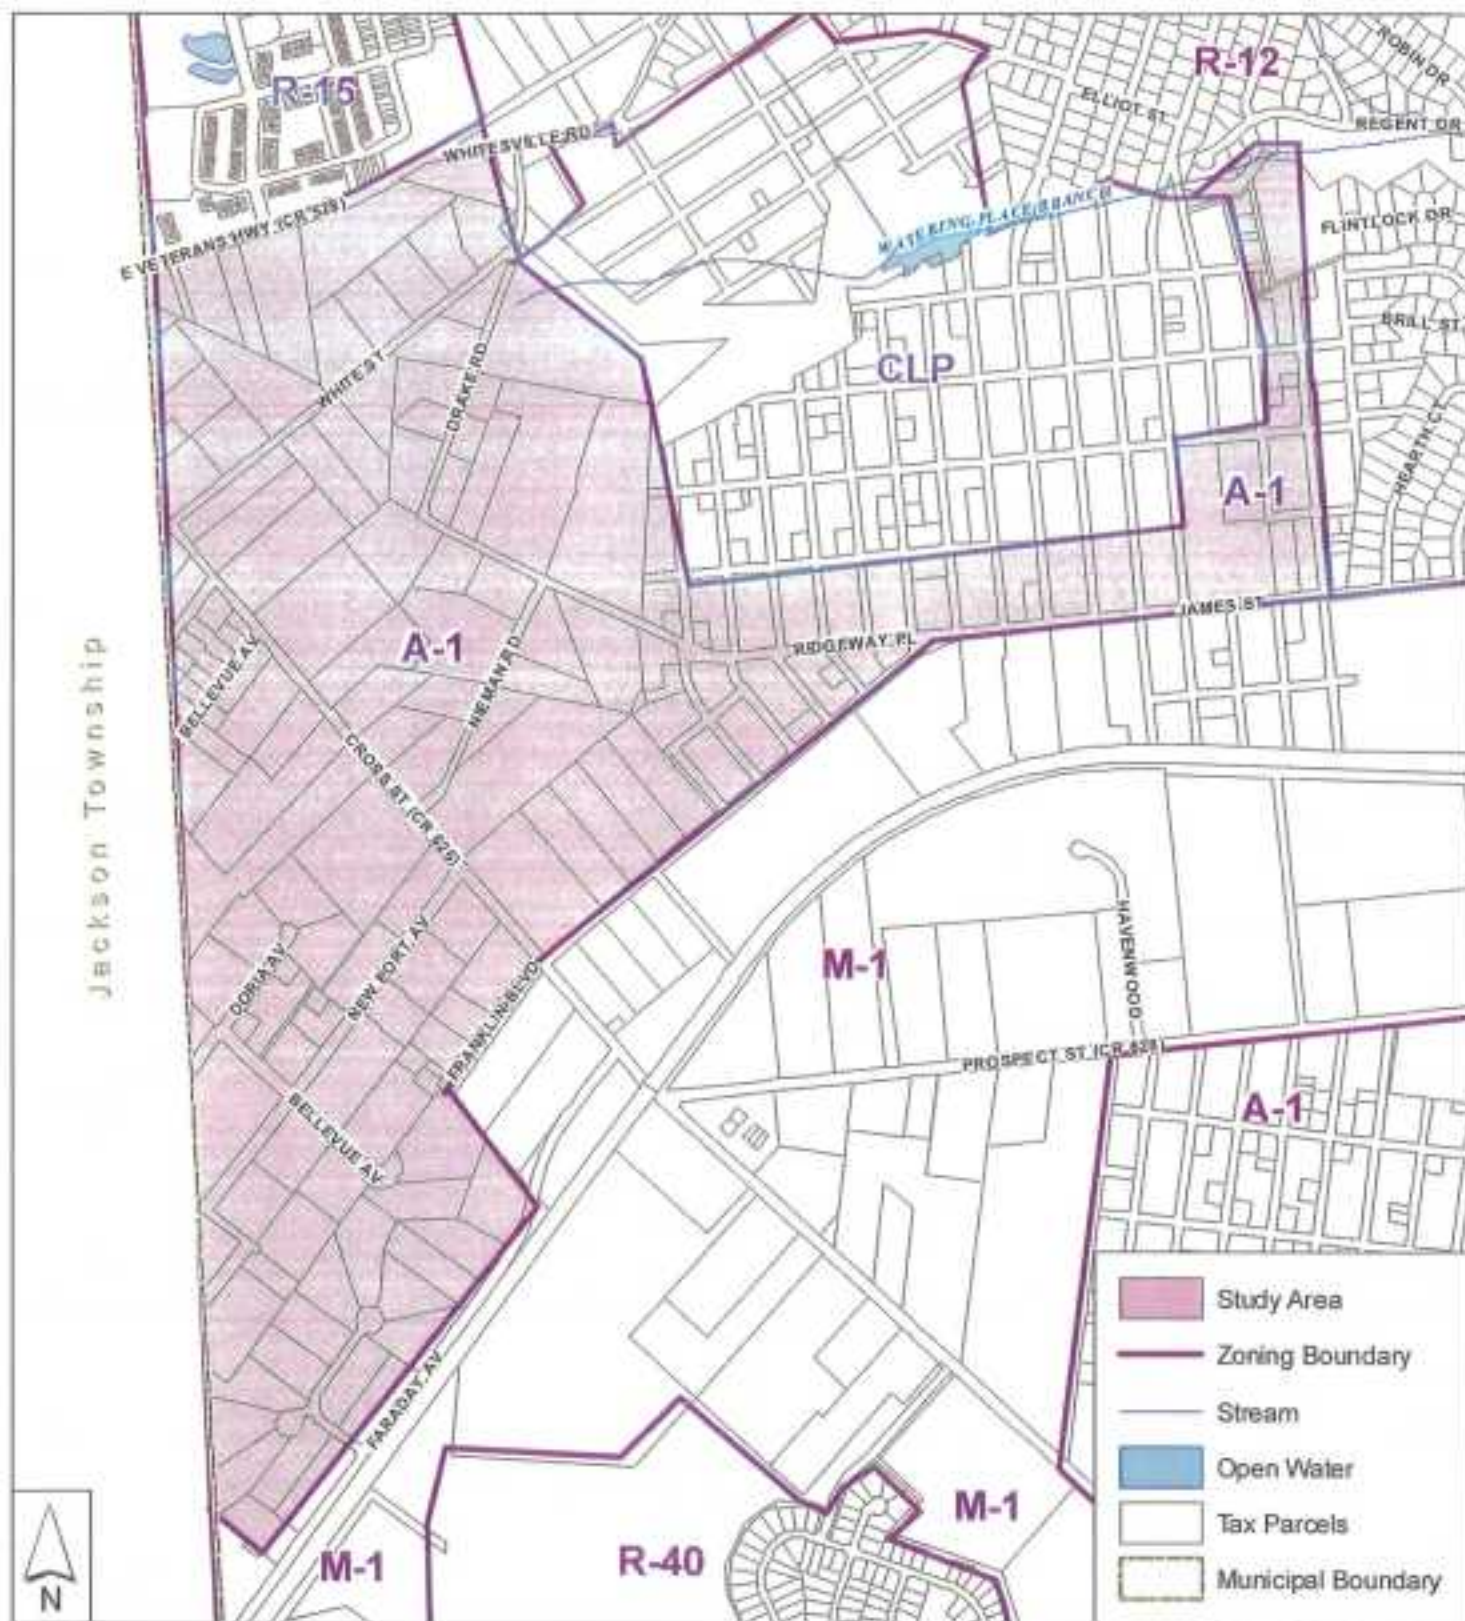 R-15
R-12
ROBIN DR
ELLIOT ST
REGENT DR
WHITESVILLE RD
WATERING PLACE BRANCH
E VETERANS HWY (CR 528)
FLINTLOCK DR
BRILL ST
WHITE ST
DRAKE RD
CLP
HEARTH CT
A-1
JAMES ST
RIDGEWAY PL
A-1
BELLEVUE AV
NIEMAN RD
Jackson Township
CROSS ST (CR 626)
DORIA AV
NEW PORT AV
FRANKLIN BLVD
M-1
HAVENWOOD
PROSPECT ST (CR 628)
A-1
BELLEVUE AV
FARADAY AV
M-1
R-40
M-1
N
Study Area
Zoning Boundary
Stream
Open Water
Tax Parcels
Municipal Boundary